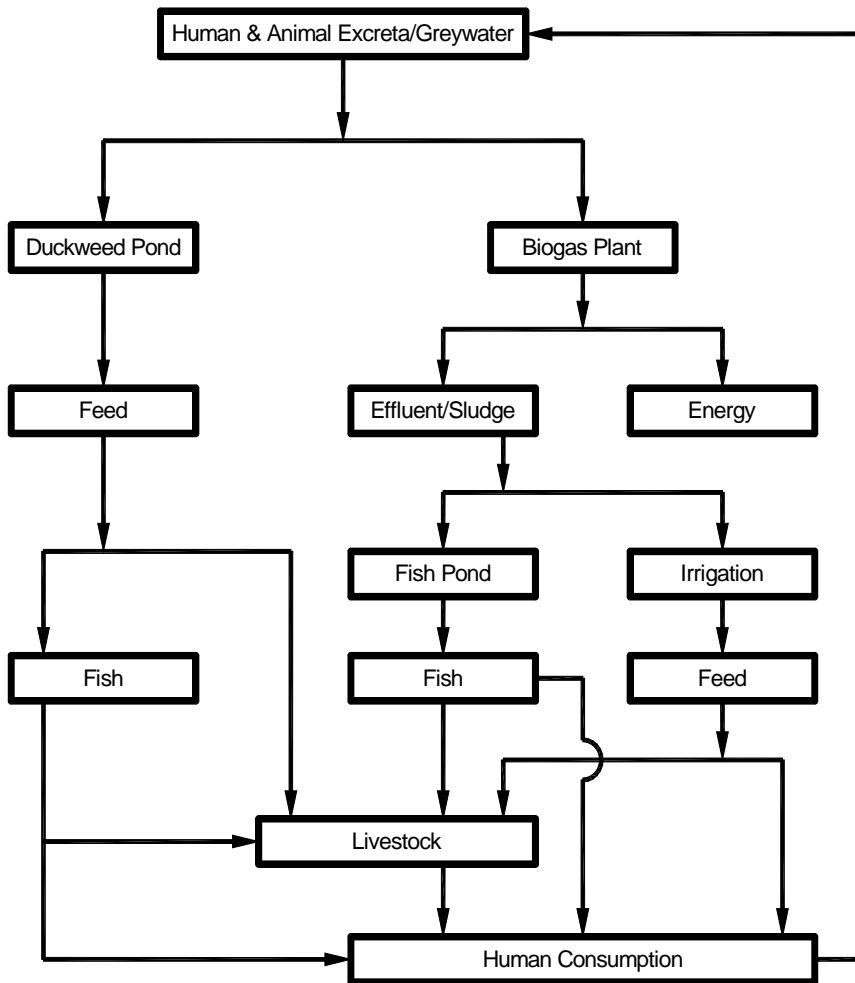 Human & Animal Excreta/Greywater
Duckweed Pond
Biogas Plant
Feed
Effluent/Sludge
Energy
Fish Pond
Irrigation
Fish
Fish
Feed
Livestock
Human Consumption